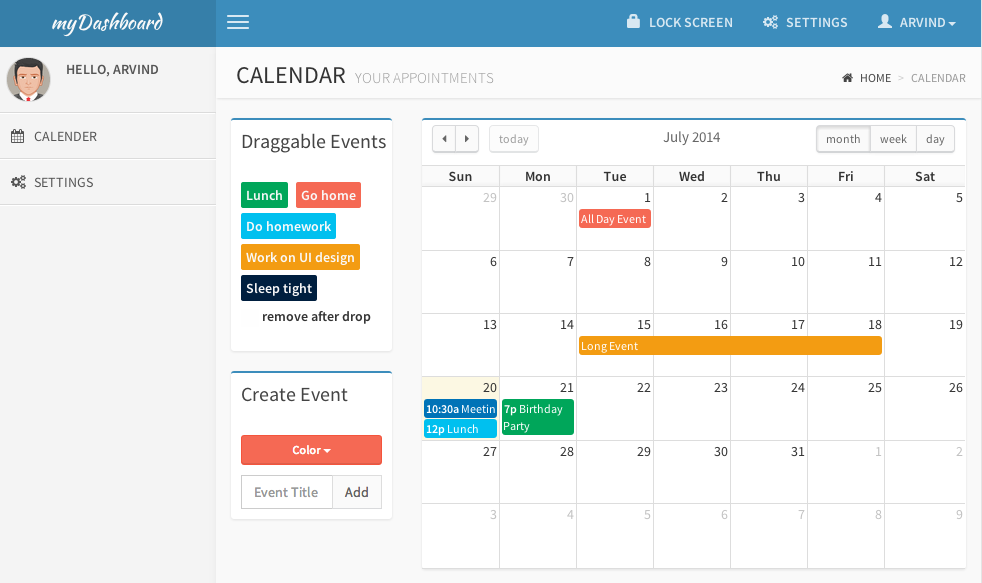 myDashboard
LOCK SCREEN
SETTINGS
ARVIND
HELLO, ARVIND
CALENDER
SETTINGS
CALENDAR YOUR APPOINTMENTS
HOME > CALENDAR
Draggable Events
Lunch Go home
Do homework
Work on UI design
Sleep tight
remove after drop
Create Event
Color
Event Title Add
today July 2014 month week day
Sun Mon Tue Wed Thu Fri Sat
29 30 1 2 3 4 5
All Day Event
6 7 8 9 10 11 12
13 14 15 16 17 18 19
Long Event
20 21 22 23 24 25 26
10:30a Meetin 7p Birthday
12p Lunch Party
27 28 29 30 31 1 2
3 4 5 6 7 8 9